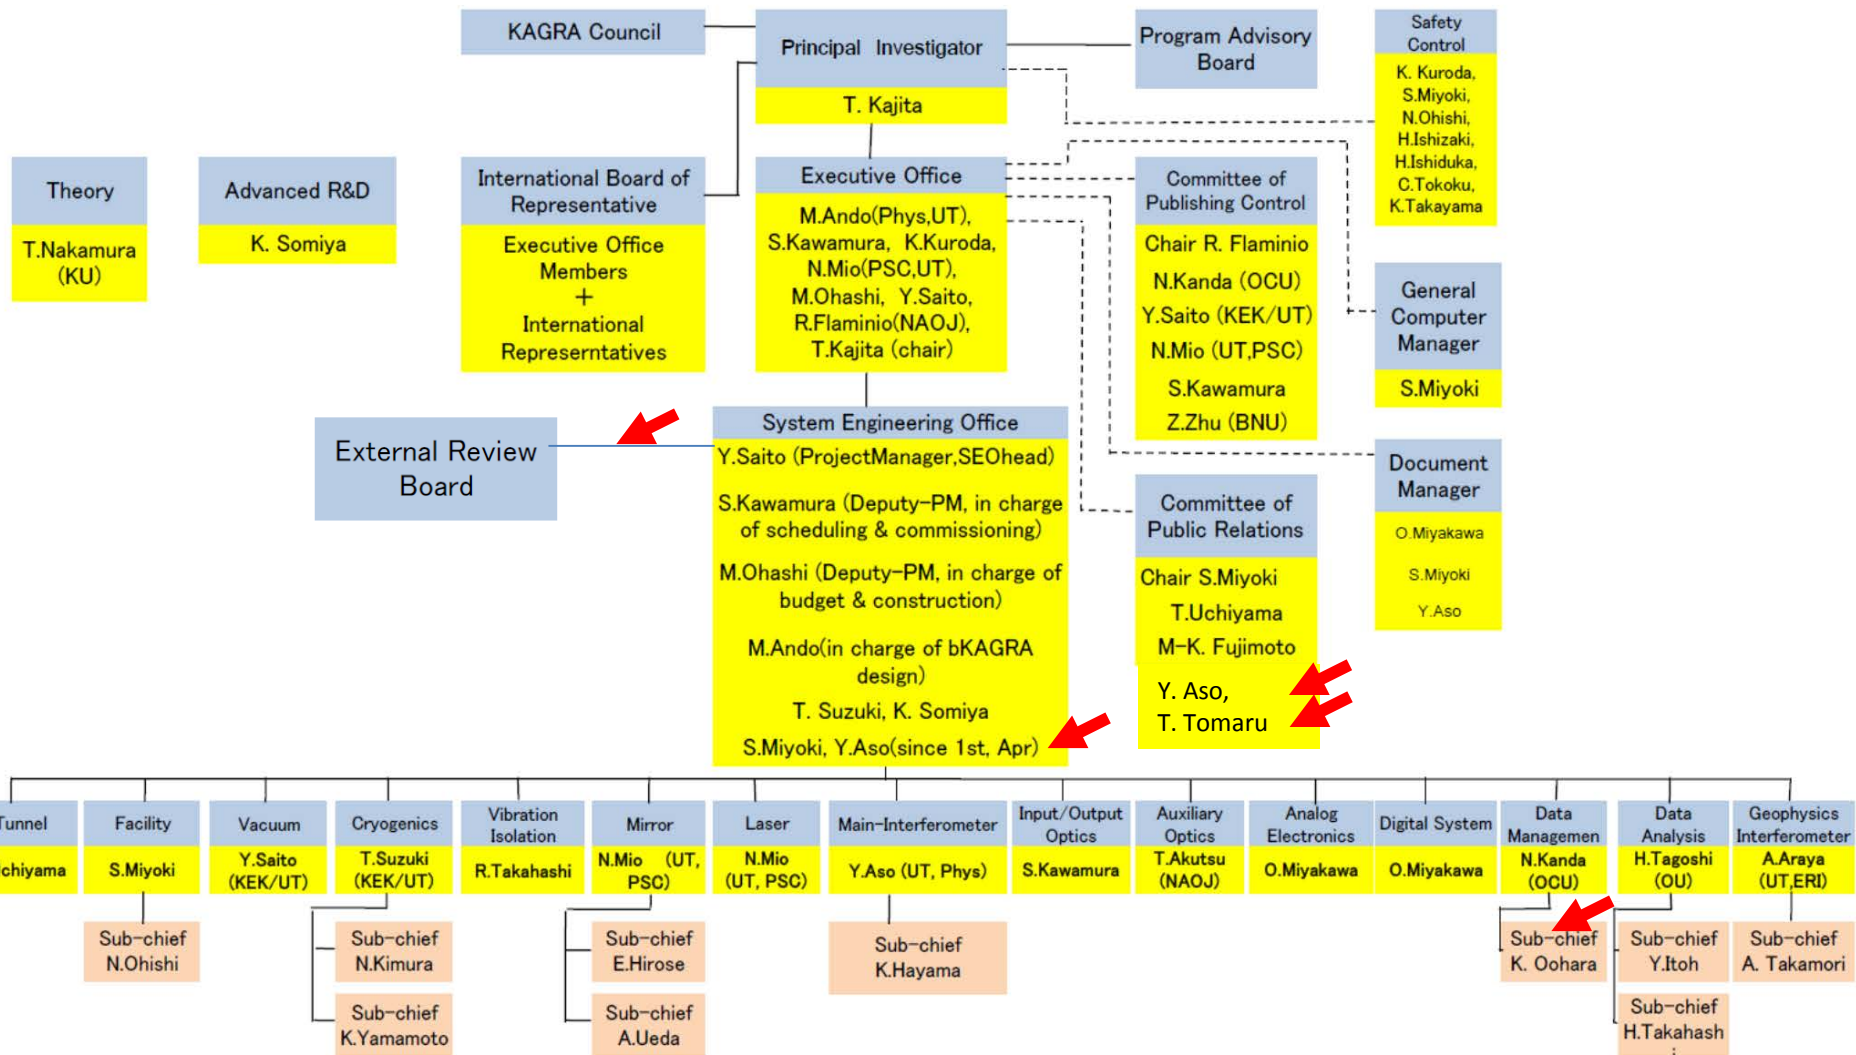 KAGRA Council
Principal Investigator
T. Kajita
Program Advisory
Board
Safety
Control
K. Kuroda,
S.Miyoki,
N.Ohishi,
H.Ishizaki,
H.Ishiduka,
C.Tokoku,
K.Takayama
Theory
T.Nakamura
(KU)
Advanced R&D
K. Somiya
International Board of
Representative
Executive Office
Members
+
International
Represerntatives
Executive Office
M.Ando(Phys,UT),
S.Kawamura, K.Kuroda,
N.Mio(PSC,UT),
M.Ohashi, Y.Saito,
R.Flaminio(NAOJ),
T.Kajita (chair)
Committee of
Publishing Control
Chair R. Flaminio
N.Kanda (OCU)
Y.Saito (KEK/UT)
N.Mio (UT,PSC)
S.Kawamura
Z.Zhu (BNU)
General
Computer
Manager
S.Miyoki
External Review
Board
System Engineering Office
Y.Saito (ProjectManager,SEOhead)
S.Kawamura (Deputy-PM, in charge
of scheduling & commissioning)
M.Ohashi (Deputy-PM, in charge of
budget & construction)
M.Ando(in charge of bKAGRA
design)
T. Suzuki, K. Somiya
S.Miyoki, Y.Aso(since 1st, Apr)
Committee of
Public Relations
Chair S.Miyoki
T.Uchiyama
M-K. Fujimoto
Y. Aso,
T. Tomaru
Document
Manager
O.Miyakawa
S.Miyoki
Y.Aso
Tunnel
chiyama
Facility
S.Miyoki
Sub-chief
N.Ohishi
Vacuum
Y.Saito
(KEK/UT)
Cryogenics
T.Suzuki
(KEK/UT)
Sub-chief
N.Kimura
Sub-chief
K.Yamamoto
Vibration
Isolation
R.Takahashi
Mirror
N.Mio (UT,
PSC)
Sub-chief
E.Hirose
Sub-chief
A.Ueda
Laser
N.Mio
(UT, PSC)
Main-Interferometer
Y.Aso (UT, Phys)
Sub-chief
K.Hayama
Input/Output
Optics
S.Kawamura
Auxiliary
Optics
T.Akutsu
(NAOJ)
Analog
Electronics
O.Miyakawa
Digital System
O.Miyakawa
Data
Managemen
N.Kanda
(OCU)
Sub-chief
K. Oohara
Data
Analysis
H.Tagoshi
(OU)
Sub-chief
Y.Itoh
Sub-chief
H.Takahash
i
Geophysics
Interferometer
A.Araya
(UT,ERI)
Sub-chief
A. Takamori